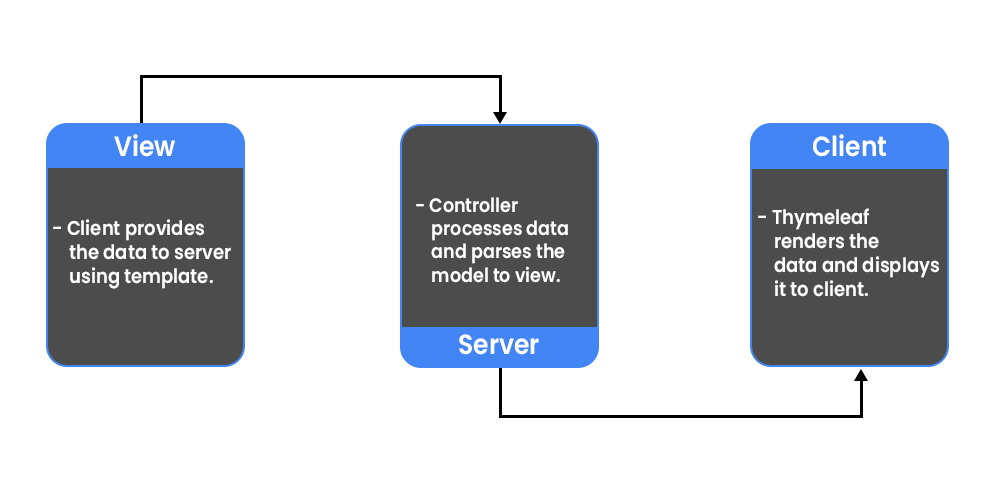 View
- Client provides
the data to server
using template.
- Controller
processes data
and parses the
model to view.
Server
Client
- Thymeleaf
renders the
data and displays
it to client.